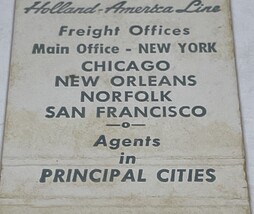 Holland-America Line
Freight Offices
Main Office - NEW YORK
CHICAGO
NEW ORLEANS
NORFOLK
SAN FRANCISCO
—o—
Agents
in
PRINCIPAL CITIES